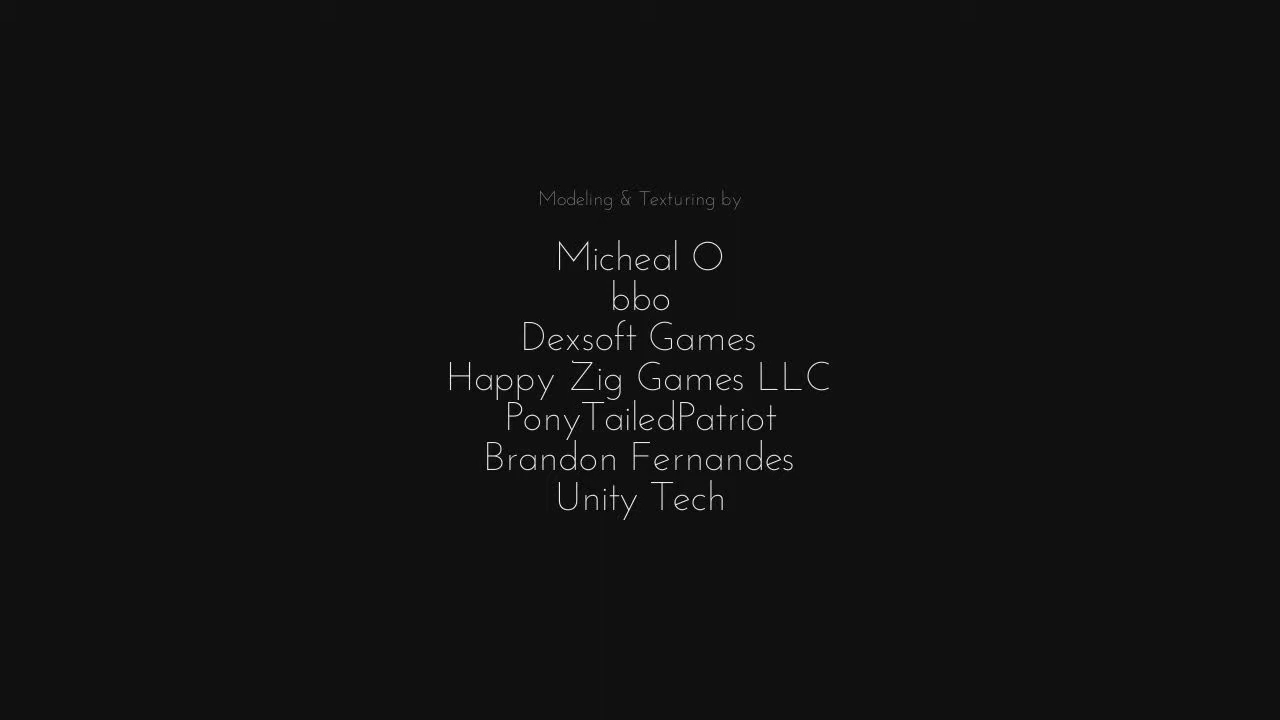 Modeling & Texturing by
Micheal O
bbo
Dexsoft Games
Happy Zig Games LLC
PonyTailedPatriot
Brandon Fernandes
Unity Tech